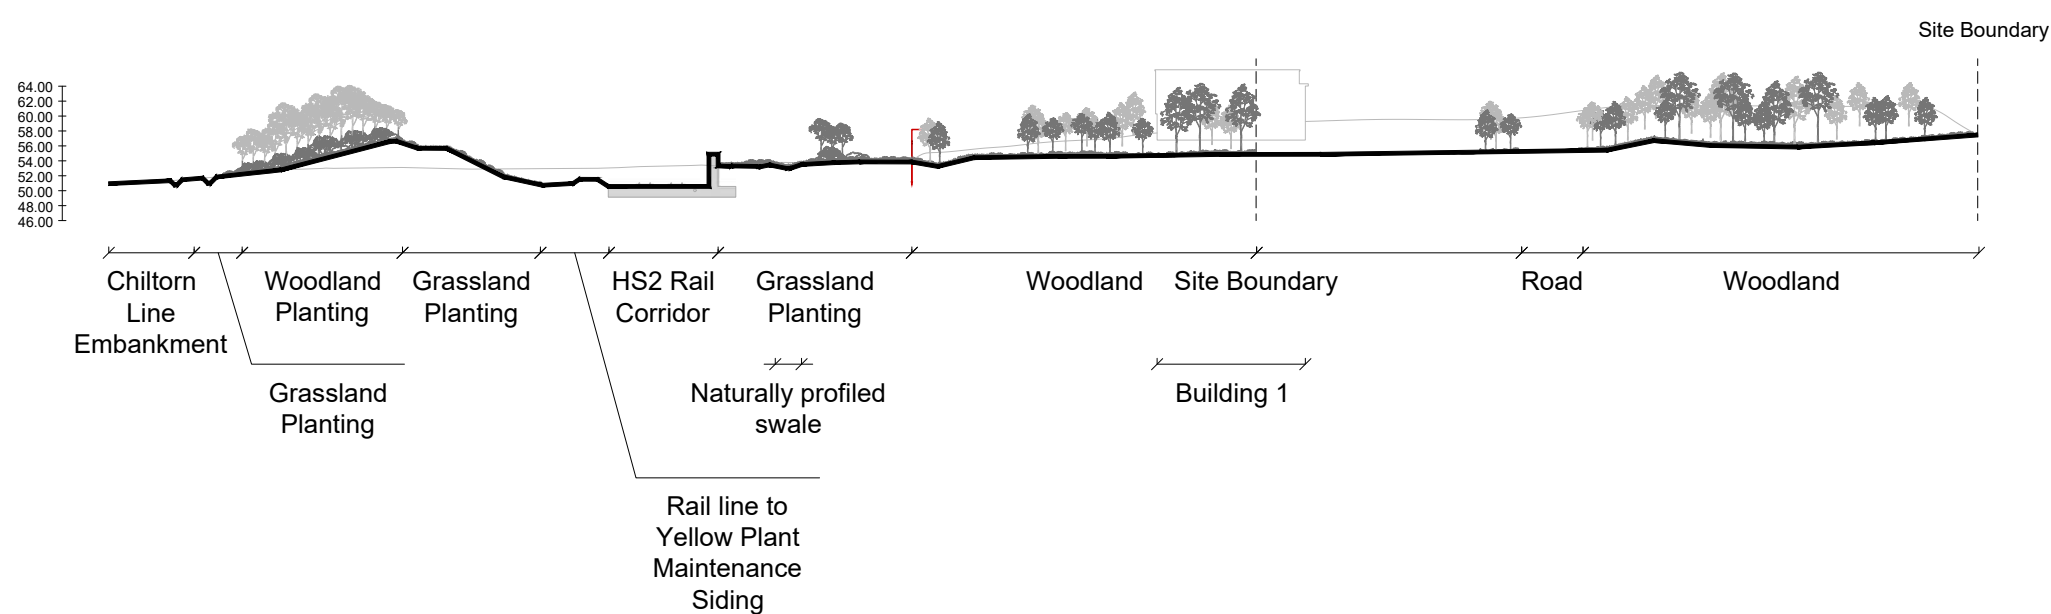 Site Boundary
64.00
62.00
60.00
58.00
56.00
54.00
52.00
50.00
48.00
46.00
Chiltorn
Line
Embankment
Woodland
Planting
Grassland
Planting
HS2 Rail
Corridor
Grassland
Planting
Woodland
Site Boundary
Road
Woodland
Grassland
Planting
Naturally profiled
swale
Building 1
Rail line to
Yellow Plant
Maintenance
Siding